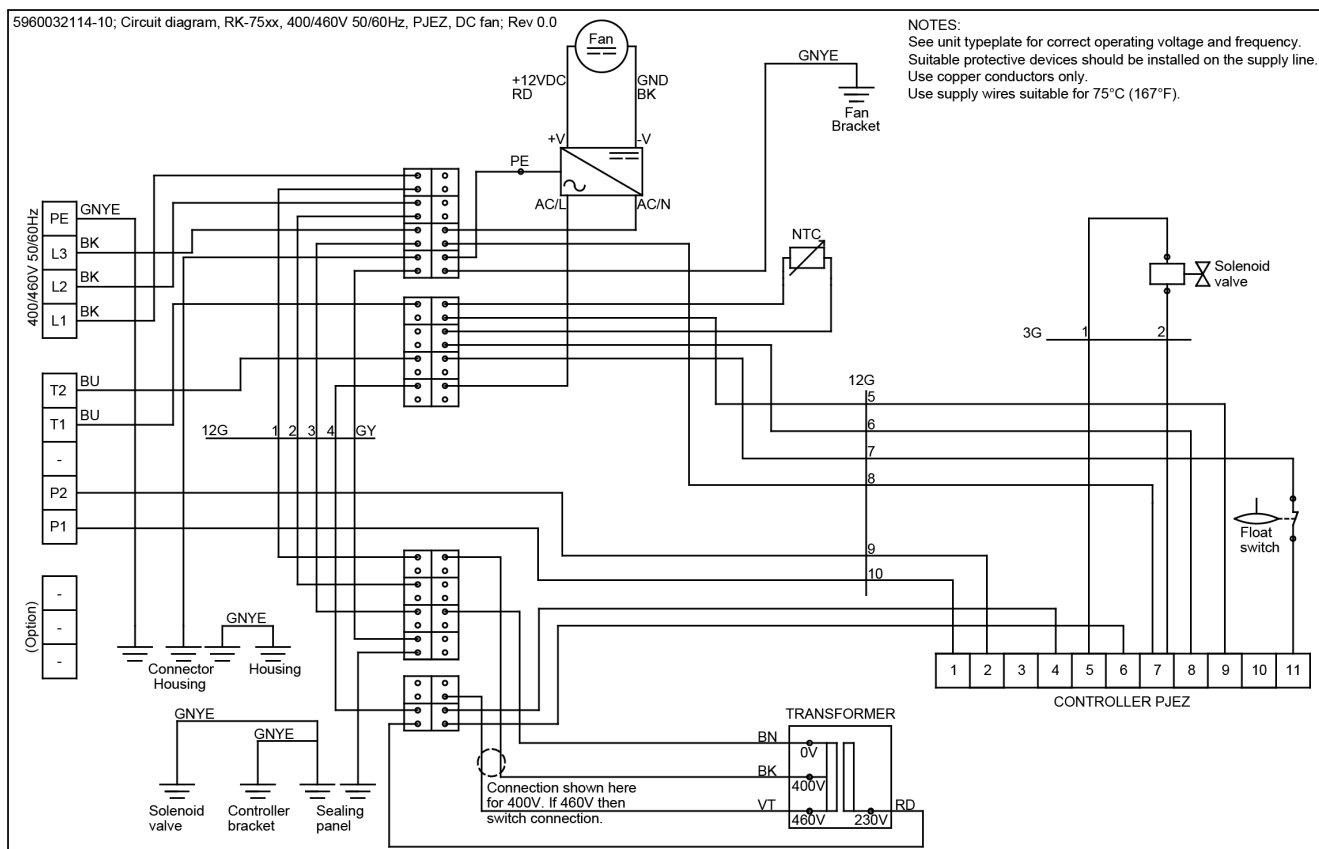 5960032114-10; Circuit diagram, RK-75xx, 400/460V 50/60Hz, PJEZ, DC fan; Rev 0.0
NOTES:
See unit typeplate for correct operating voltage and frequency.
Suitable protective devices should be installed on the supply line.
Use copper conductors only.
Use supply wires suitable for 75°C (167°F).
Fan
+12VDC
RD
GND
BK
GNYE
Fan
Bracket
+V
-V
PE
AC/L
AC/N
400/460V 50/60Hz
PE
GNYE
L3
BK
L2
BK
L1
BK
NTC
Solenoid
valve
3G
1
2
T2
BU
T1
BU
-
P2
P1
12G
1
2
3
4
GY
12G
5
6
7
8
9
10
Float
switch
(Option)
-
-
-
GNYE
Connector
Housing
Housing
1
2
3
4
5
6
7
8
9
10
11
CONTROLLER PJEZ
GNYE
GNYE
Solenoid
valve
Controller
bracket
Sealing
panel
Connection shown here
for 400V. If 460V then
switch connection.
TRANSFORMER
BN
0V
BK
400V
VT
460V
230V
RD